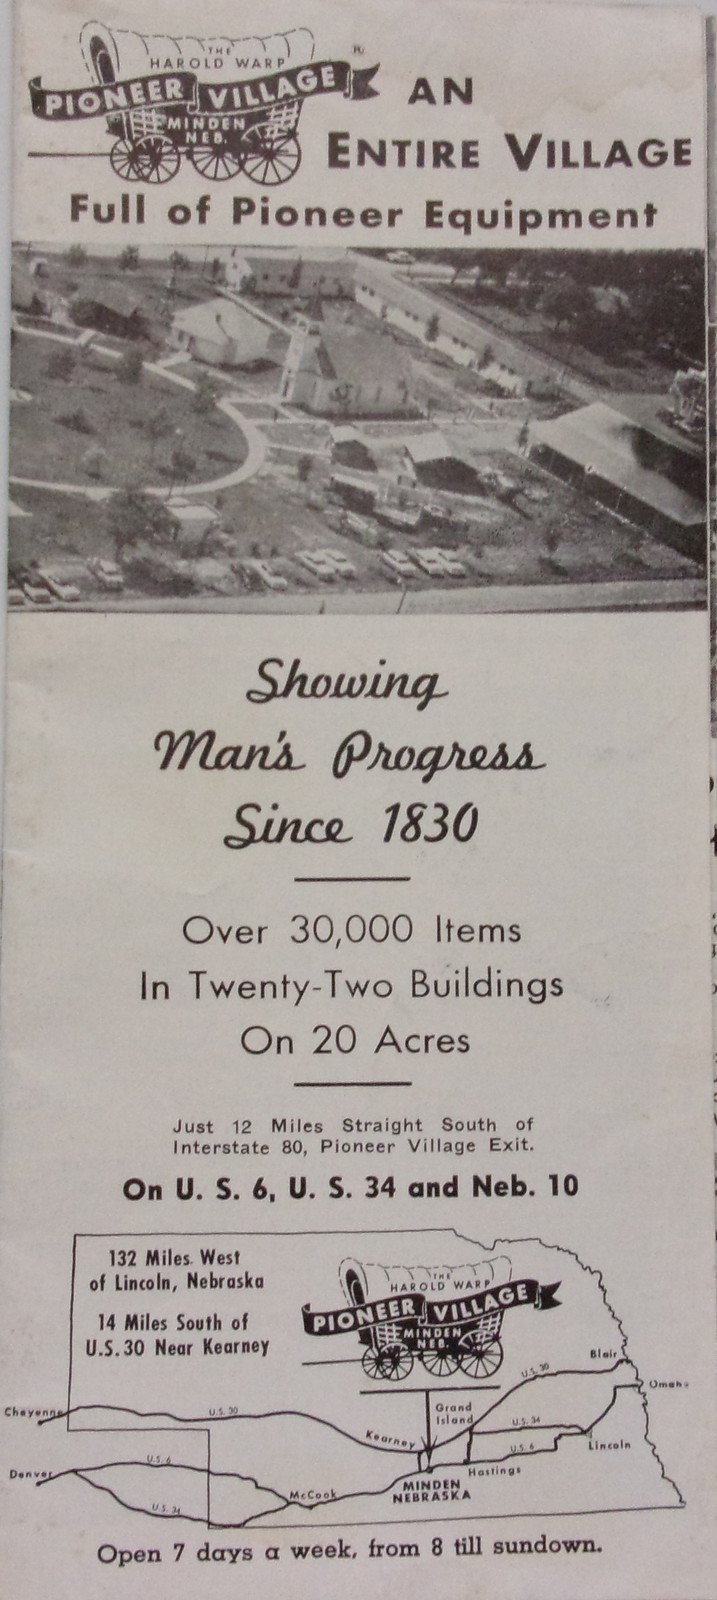 THE
HAROLD WARP
PIONEER VILLAGE
MINDEN
NEB.
AN
ENTIRE VILLAGE
Full of Pioneer Equipment
Showing
Man's Progress
Since 1830
Over 30,000 Items
In Twenty-Two Buildings
On 20 Acres
Just 12 Miles Straight South of
Interstate 80, Pioneer Village Exit.
On U. S. 6, U. S. 34 and Neb. 10
132 Miles West
of Lincoln, Nebraska
14 Miles South of
U.S. 30 Near Kearney
THE
HAROLD WARP
PIONEER VILLAGE
MINDEN
NEB.
Blair
U.S. 30
Omaha
Cheyenne
U.S. 30
Grand
Island
U.S. 34
Kearney
U.S. 6
Lincoln
Denver
U.S. 6
Hastings
McCook
MINDEN
NEBRASKA
U.S. 34
Open 7 days a week, from 8 till sundown.